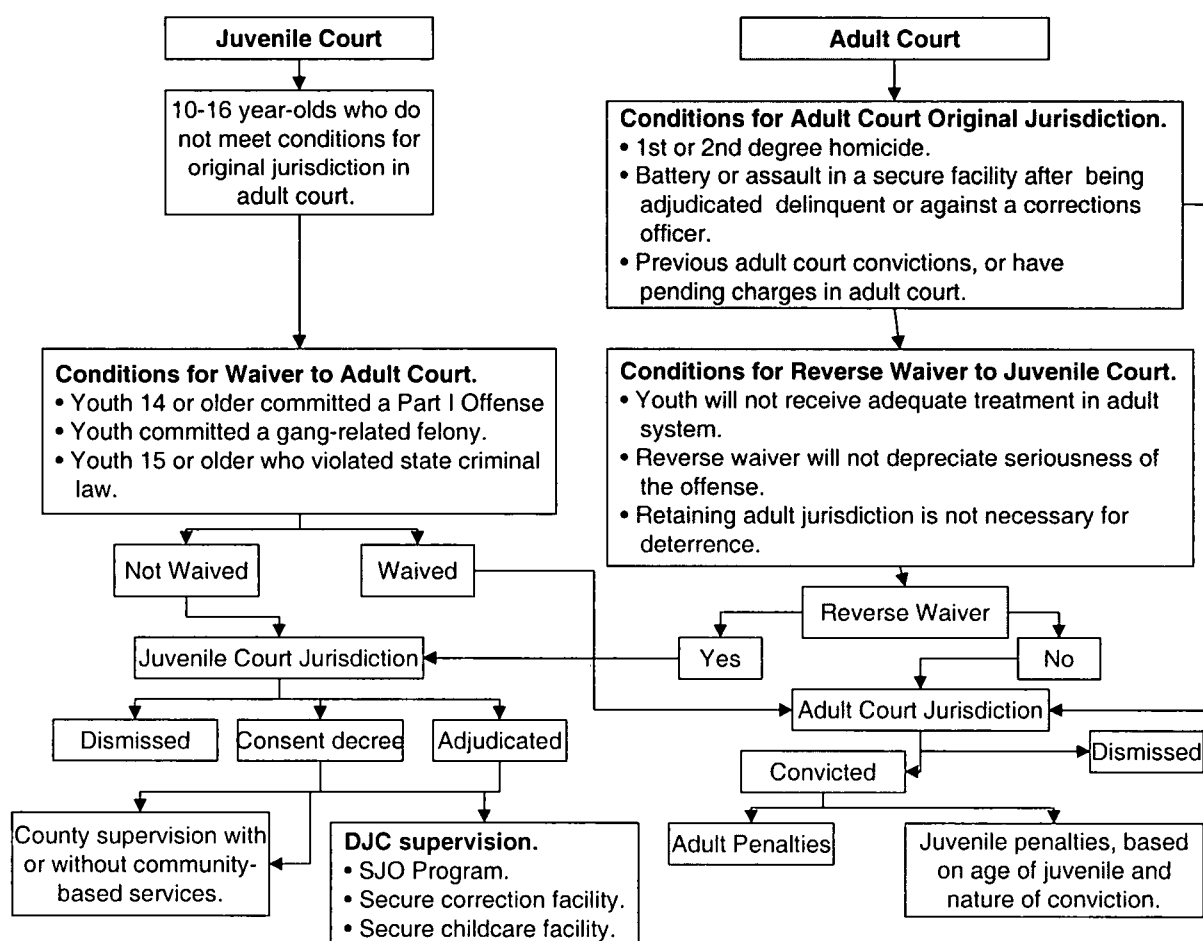 Juvenile Court
10-16 year-olds who do
not meet conditions for
original jurisdiction in
adult court.
Conditions for Waiver to Adult Court.
• Youth 14 or older committed a Part I Offense
• Youth committed a gang-related felony.
• Youth 15 or older who violated state criminal
law.
Not Waived
Waived
Juvenile Court Jurisdiction
Dismissed
Consent decree
Adjudicated
County supervision with
or without community-
based services.
DJC supervision.
• SJO Program.
• Secure correction facility.
• Secure childcare facility.
Adult Court
Conditions for Adult Court Original Jurisdiction.
• 1st or 2nd degree homicide.
• Battery or assault in a secure facility after being
adjudicated delinquent or against a corrections
officer.
• Previous adult court convictions, or have
pending charges in adult court.
Conditions for Reverse Waiver to Juvenile Court.
• Youth will not receive adequate treatment in adult
system.
• Reverse waiver will not depreciate seriousness of
the offense.
• Retaining adult jurisdiction is not necessary for
deterrence.
Reverse Waiver
Yes
No
Adult Court Jurisdiction
Dismissed
Convicted
Adult Penalties
Juvenile penalties, based
on age of juvenile and
nature of conviction.